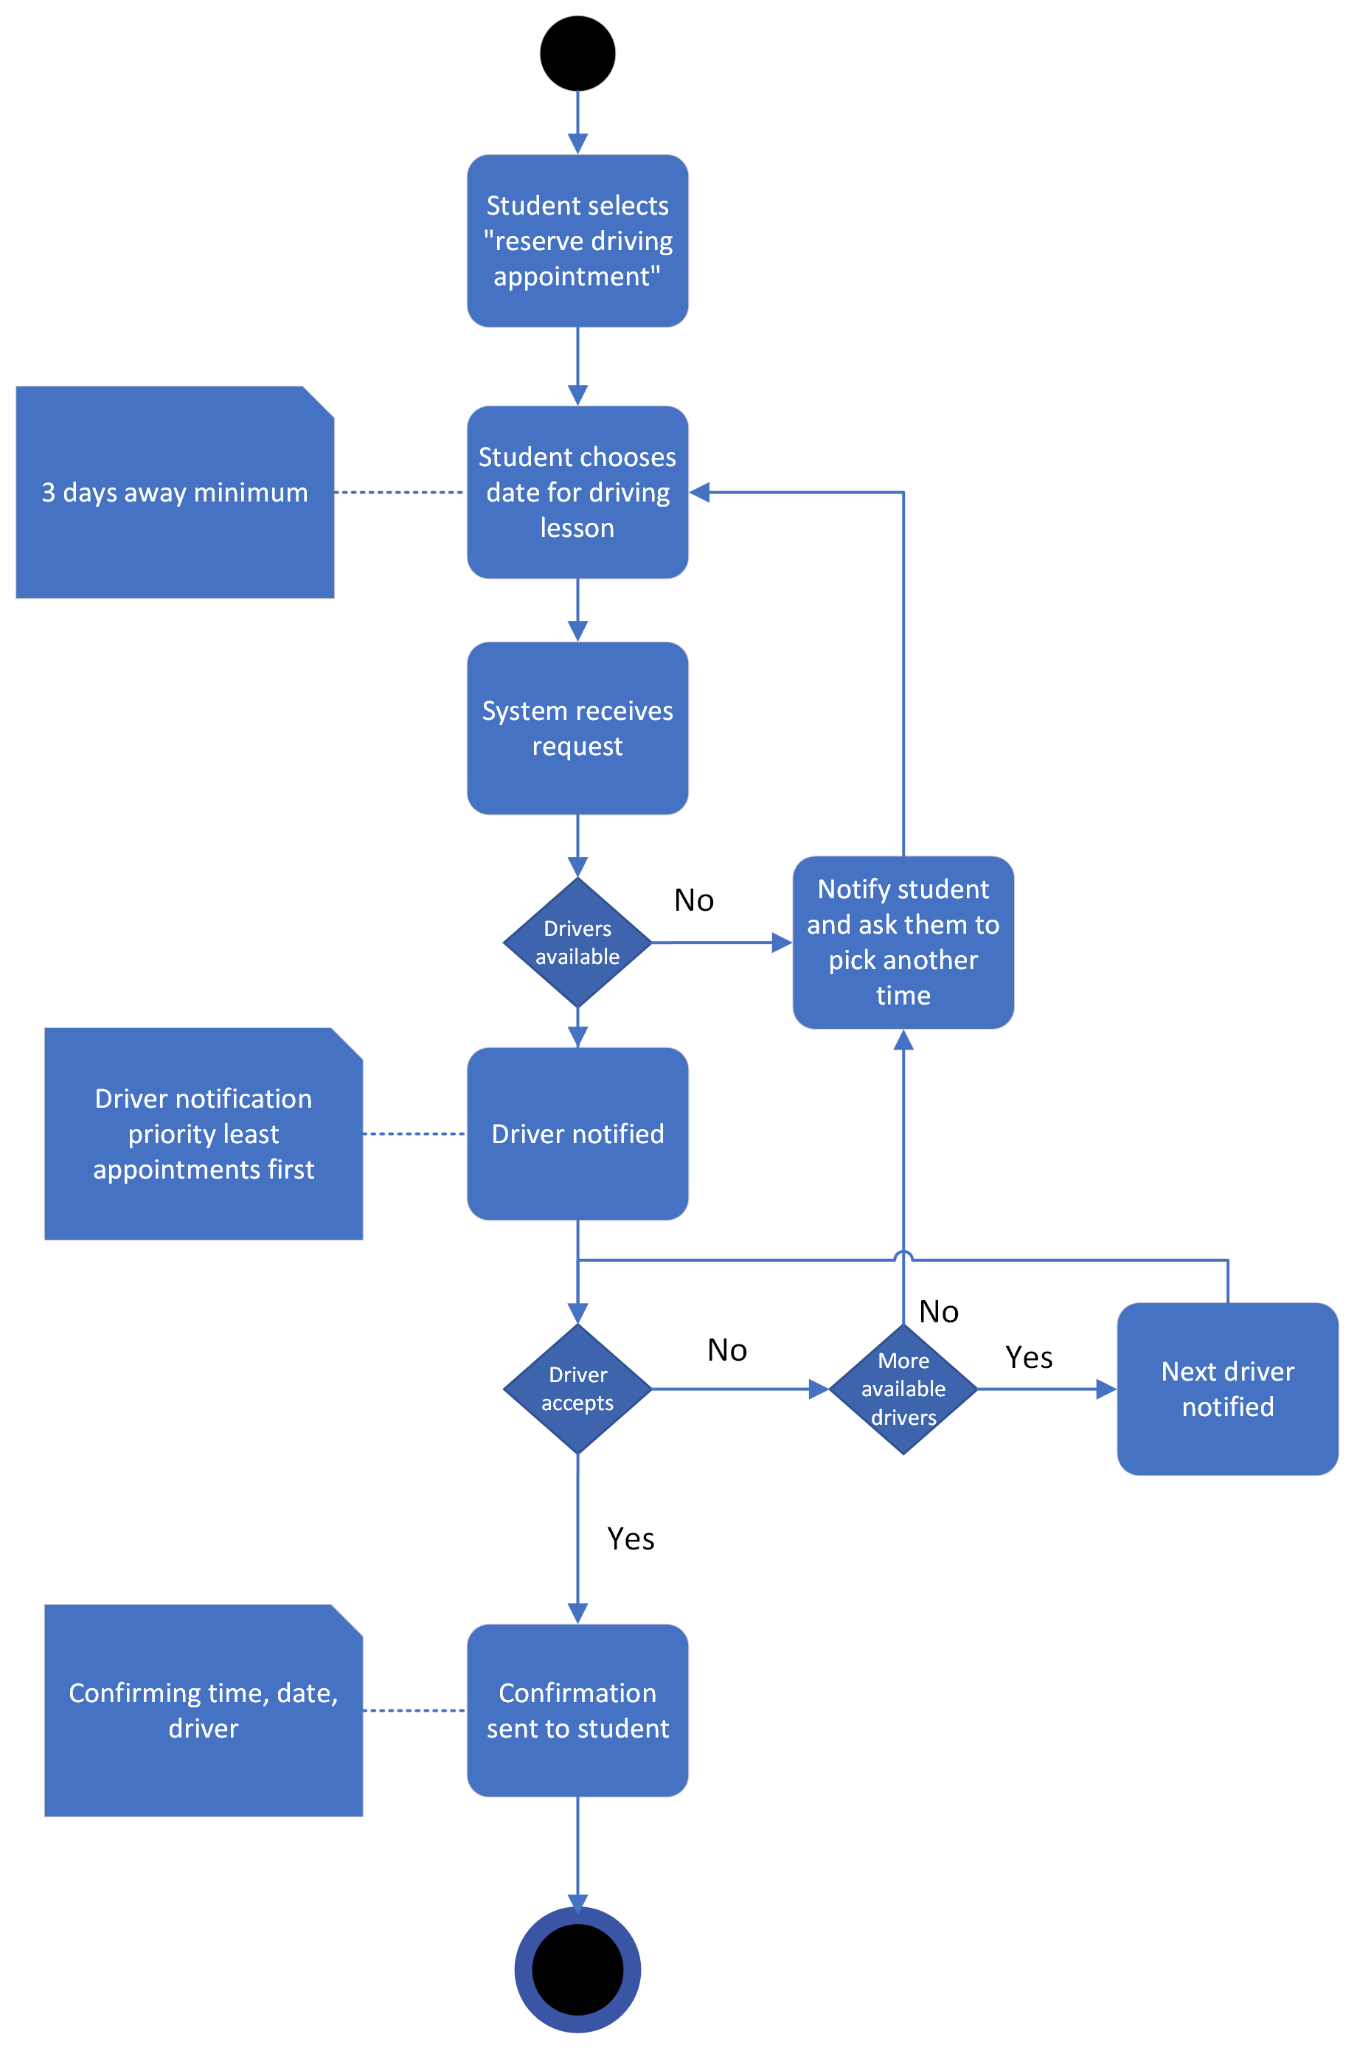 Student selects
"reserve driving
appointment"
3 days away minimum
Student chooses
date for driving
lesson
System receives
request
Drivers
available
No
Notify student
and ask them to
pick another
time
Driver notification
priority least
appointments first
Driver notified
Driver
accepts
No
More
available
drivers
No
Yes
Next driver
notified
Yes
Confirming time, date,
driver
Confirmation
sent to student